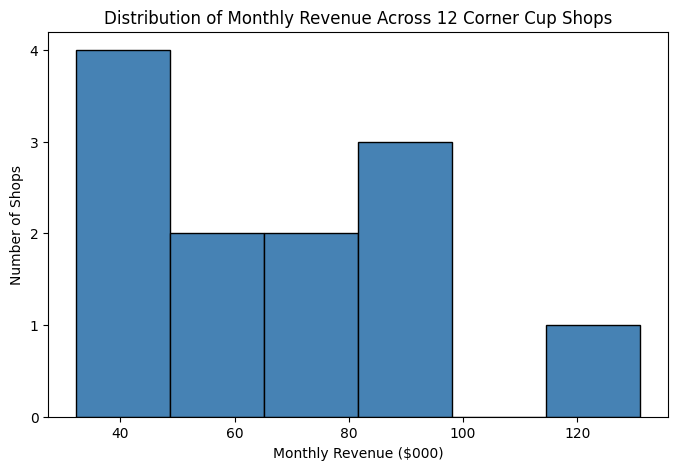 Distribution of Monthly Revenue Across 12 Corner Cup Shops
Number of Shops
4
3
2
1
0
40 60 80 100 120
Monthly Revenue ($000)